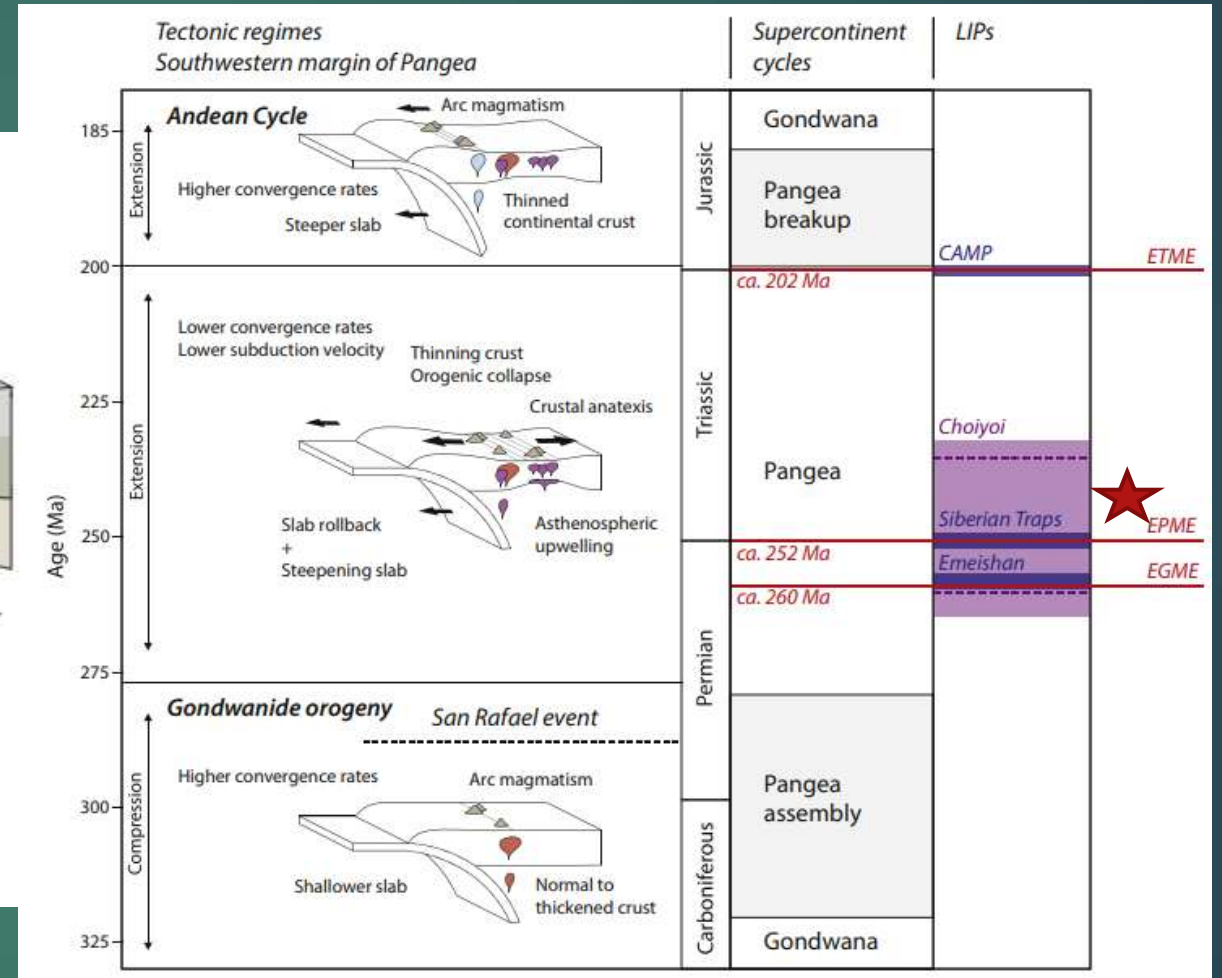 Tectonic regimes
Southwestern margin of Pangea
Supercontinent
cycles
LIPs
Age (Ma)
185
200
225
250
275
300
325
Andean Cycle
Arc magmatism
Extension
Higher convergence rates
Steeper slab
Thinned
continental crust
Lower convergence rates
Lower subduction velocity
Thinning crust
Orogenic collapse
Crustal anatexis
Extension
Slab rollback
+
Steepening slab
Asthenospheric
upwelling
Gondwanide orogeny
San Rafael event
Compression
Higher convergence rates
Arc magmatism
Shallower slab
Normal to
thickened crust
Jurassic
Triassic
Permian
Carboniferous
Gondwana
Pangea
breakup
ca. 202 Ma
Pangea
ca. 252 Ma
ca. 260 Ma
Pangea
assembly
Gondwana
CAMP
ETME
Choiyoi
Siberian Traps
EPME
Emeishan
EGME